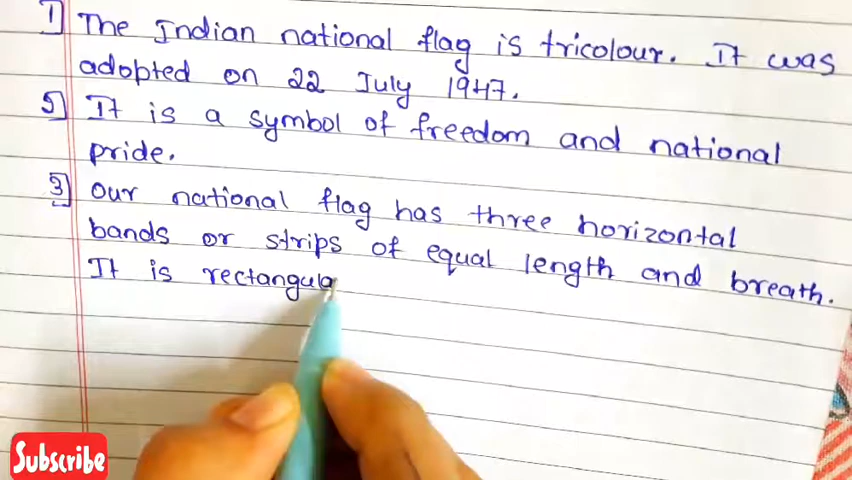 1] The Indian national flag is tricolour. It was
adopted on 22 July 1947.
2] It is a symbol of freedom and national
pride.
3] Our national flag has three horizontal
bands or strips of equal length and breath.
It is rectangula
Subscribe